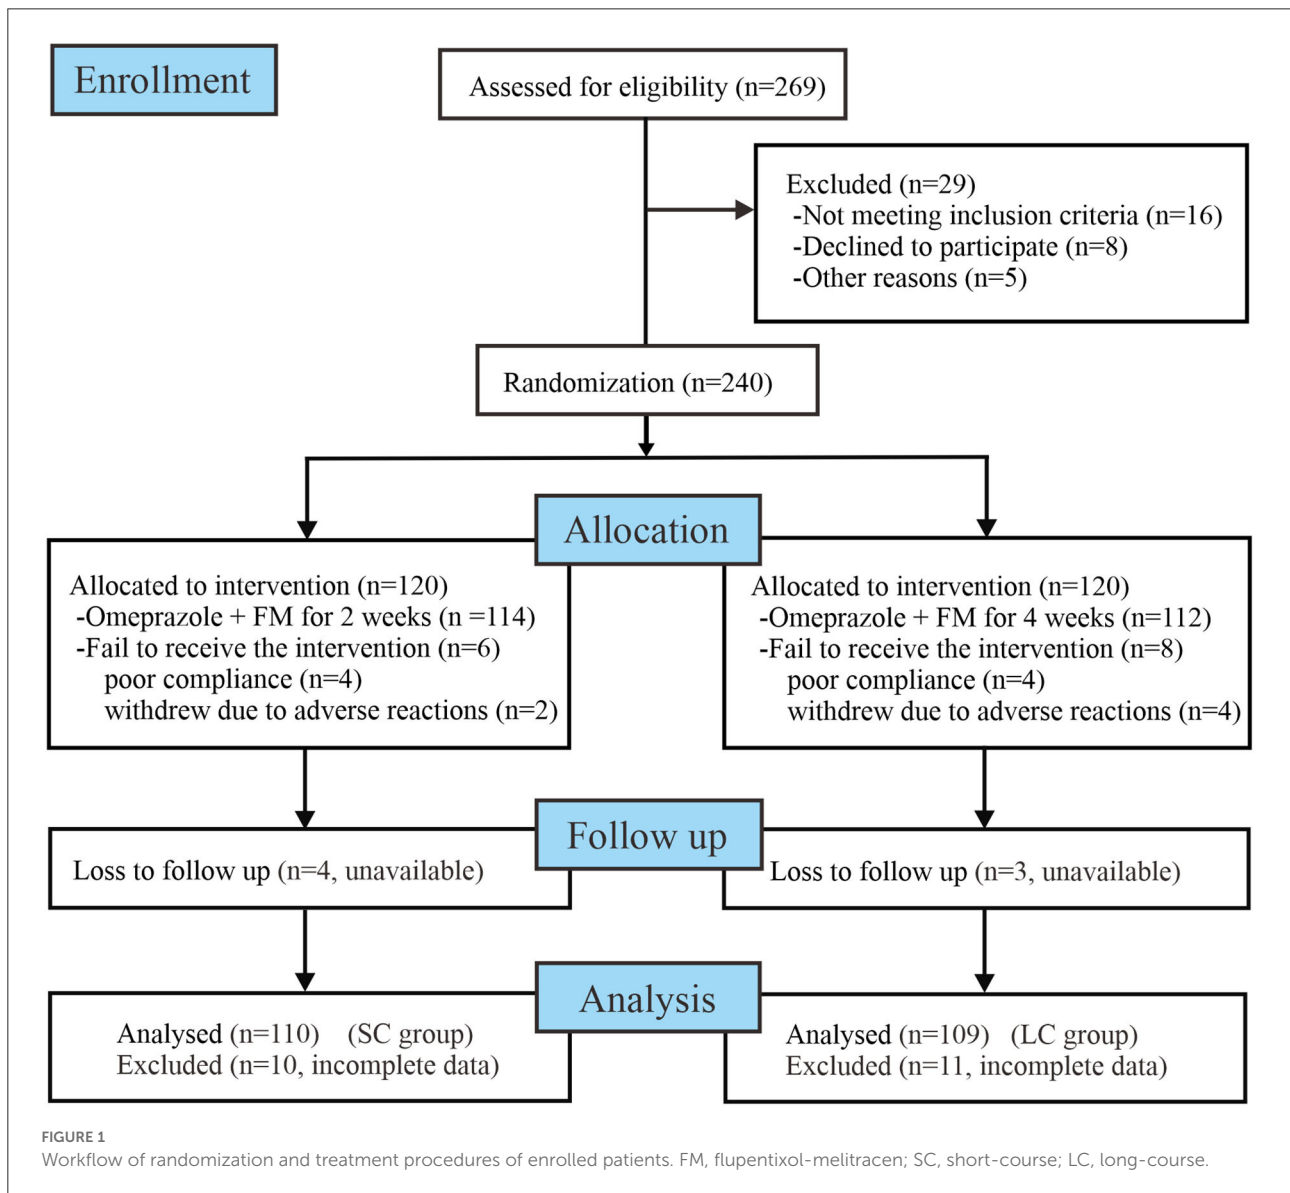 Enrollment
Assessed for eligibility (n=269)
Excluded (n=29)
-Not meeting inclusion criteria (n=16)
-Declined to participate (n=8)
-Other reasons (n=5)
Randomization (n=240)
Allocation
Allocated to intervention (n=120)
-Omeprazole + FM for 2 weeks (n =114)
-Fail to receive the intervention (n=6)
poor compliance (n=4)
withdrew due to adverse reactions (n=2)
Allocated to intervention (n=120)
-Omeprazole + FM for 4 weeks (n=112)
-Fail to receive the intervention (n=8)
poor compliance (n=4)
withdrew due to adverse reactions (n=4)
Follow up
Loss to follow up (n=4, unavailable)
Loss to follow up (n=3, unavailable)
Analysis
Analysed (n=110) (SC group)
Excluded (n=10, incomplete data)
Analysed (n=109) (LC group)
Excluded (n=11, incomplete data)
FIGURE 1
Workflow of randomization and treatment procedures of enrolled patients. FM, flupentixol-melitracen; SC, short-course; LC, long-course.